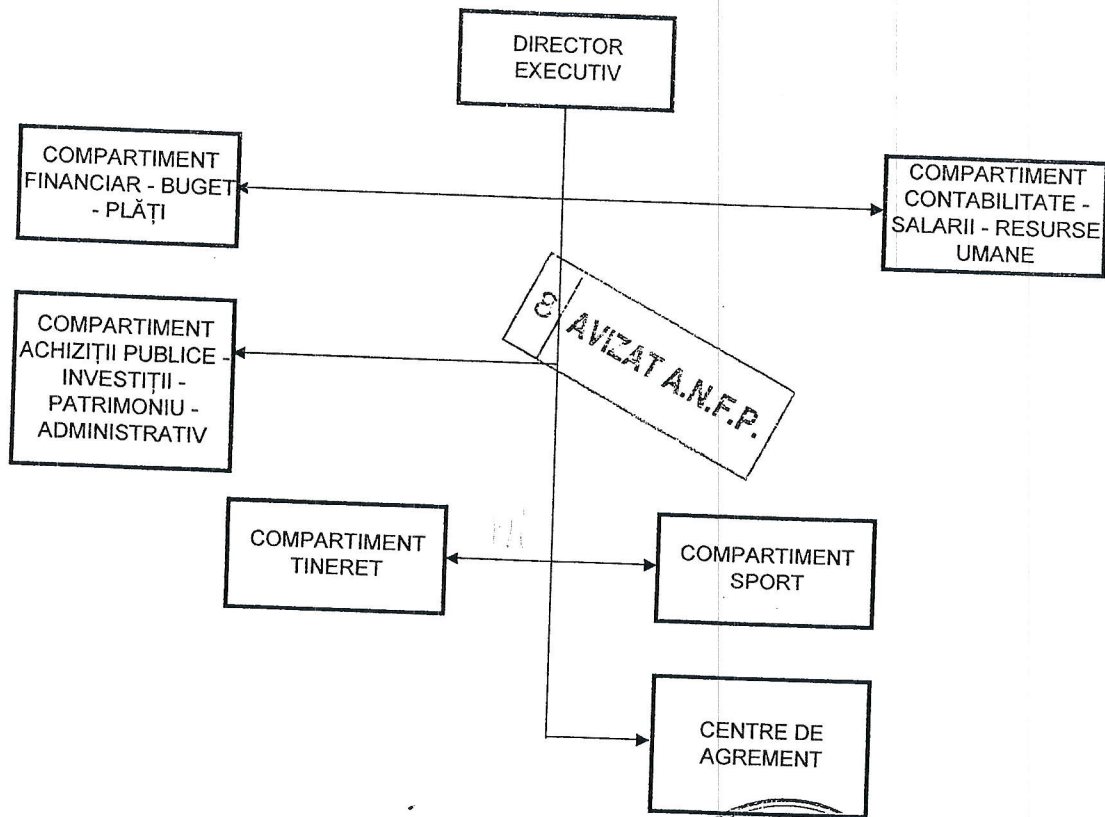 DIRECTOR
EXECUTIV
COMPARTIMENT
FINANCIAR - BUGET
- PLĂȚI
COMPARTIMENT
CONTABILITATE -
SALARII - RESURSE
UMANE
COMPARTIMENT
ACHIZIȚII PUBLICE -
INVESTIȚII -
PATRIMONIU -
ADMINISTRATIV
AVIZAT A.N.F.P.
COMPARTIMENT
TINERET
COMPARTIMENT
SPORT
CENTRE DE
AGREMENT